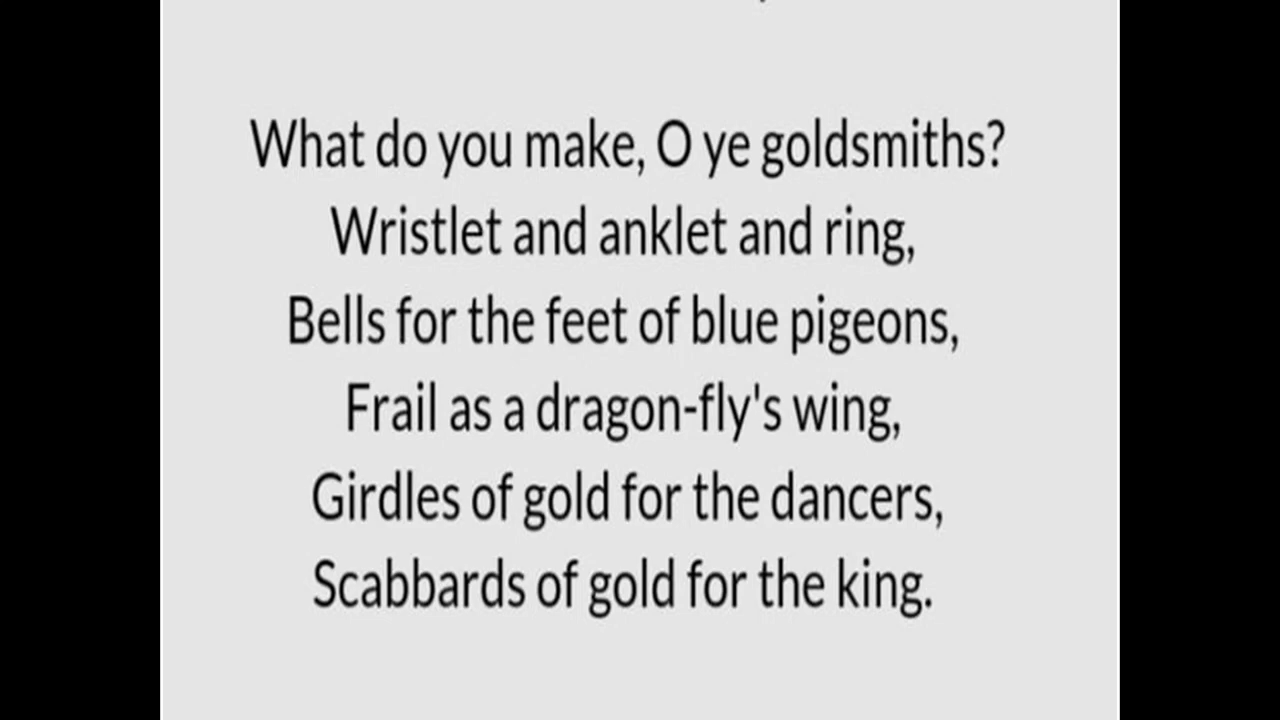 What do you make, O ye goldsmiths?
Wristlet and anklet and ring,
Bells for the feet of blue pigeons,
Frail as a dragon-fly's wing,
Girdles of gold for the dancers,
Scabbards of gold for the king.